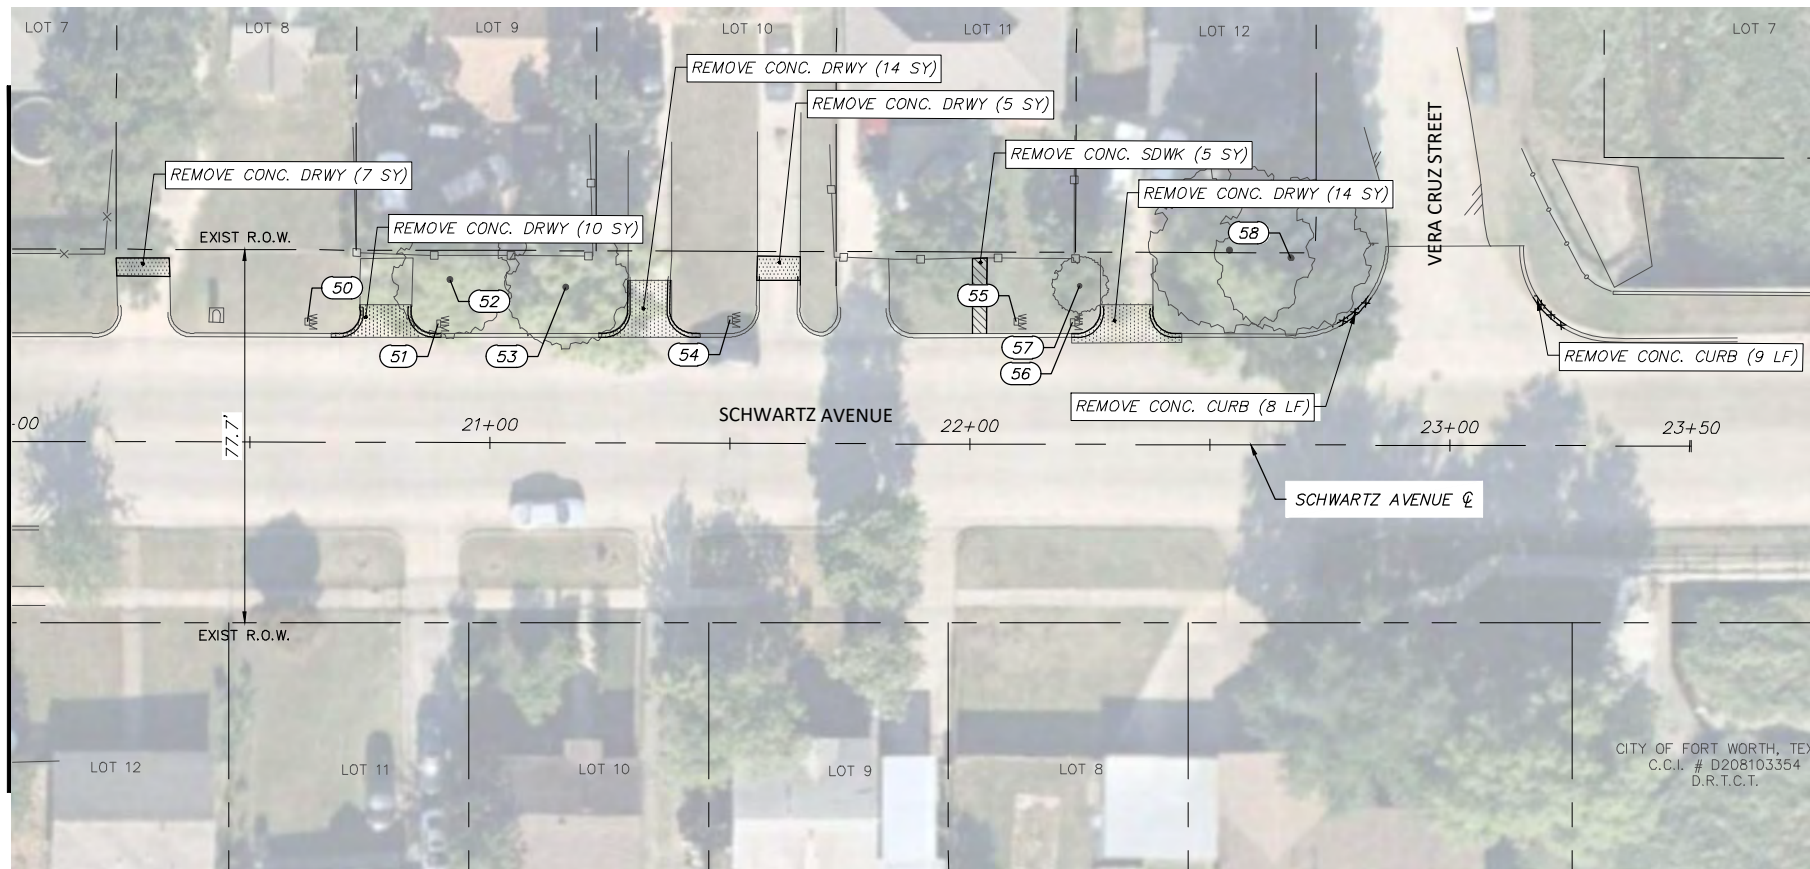 LOT 7
LOT 8
LOT 9
LOT 10
LOT 11
LOT 12
LOT 7
REMOVE CONC. DRWY (14 SY)
REMOVE CONC. DRWY (5 SY)
REMOVE CONC. SDWK (5 SY)
REMOVE CONC. DRWY (7 SY)
REMOVE CONC. DRWY (14 SY)
VERA CRUZ STREET
REMOVE CONC. DRWY (10 SY)
EXIST R.O.W.
58
50
52
55
WM
WM
WM
WM
WM
51
53
54
57
56
REMOVE CONC. CURB (9 LF)
REMOVE CONC. CURB (8 LF)
SCHWARTZ AVENUE
-00
21+00
22+00
23+00
23+50
77.7'
SCHWARTZ AVENUE ℄
EXIST R.O.W.
LOT 12
LOT 11
LOT 10
LOT 9
LOT 8
CITY OF FORT WORTH, TEX
C.C.I. # D208103354
D.R.T.C.T.